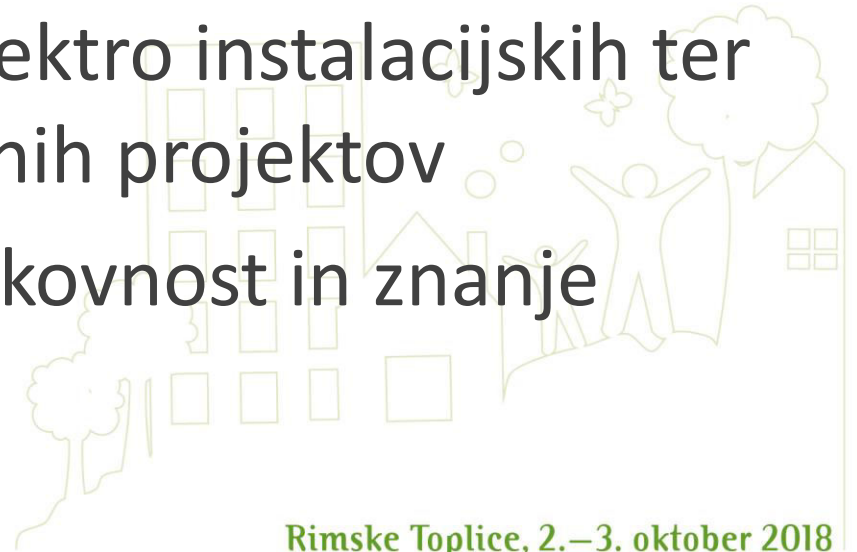 ektro instalacijskih ter
nih projektov
kovnost in znanje
Rimske Toplice, 2.–3. oktober 2018